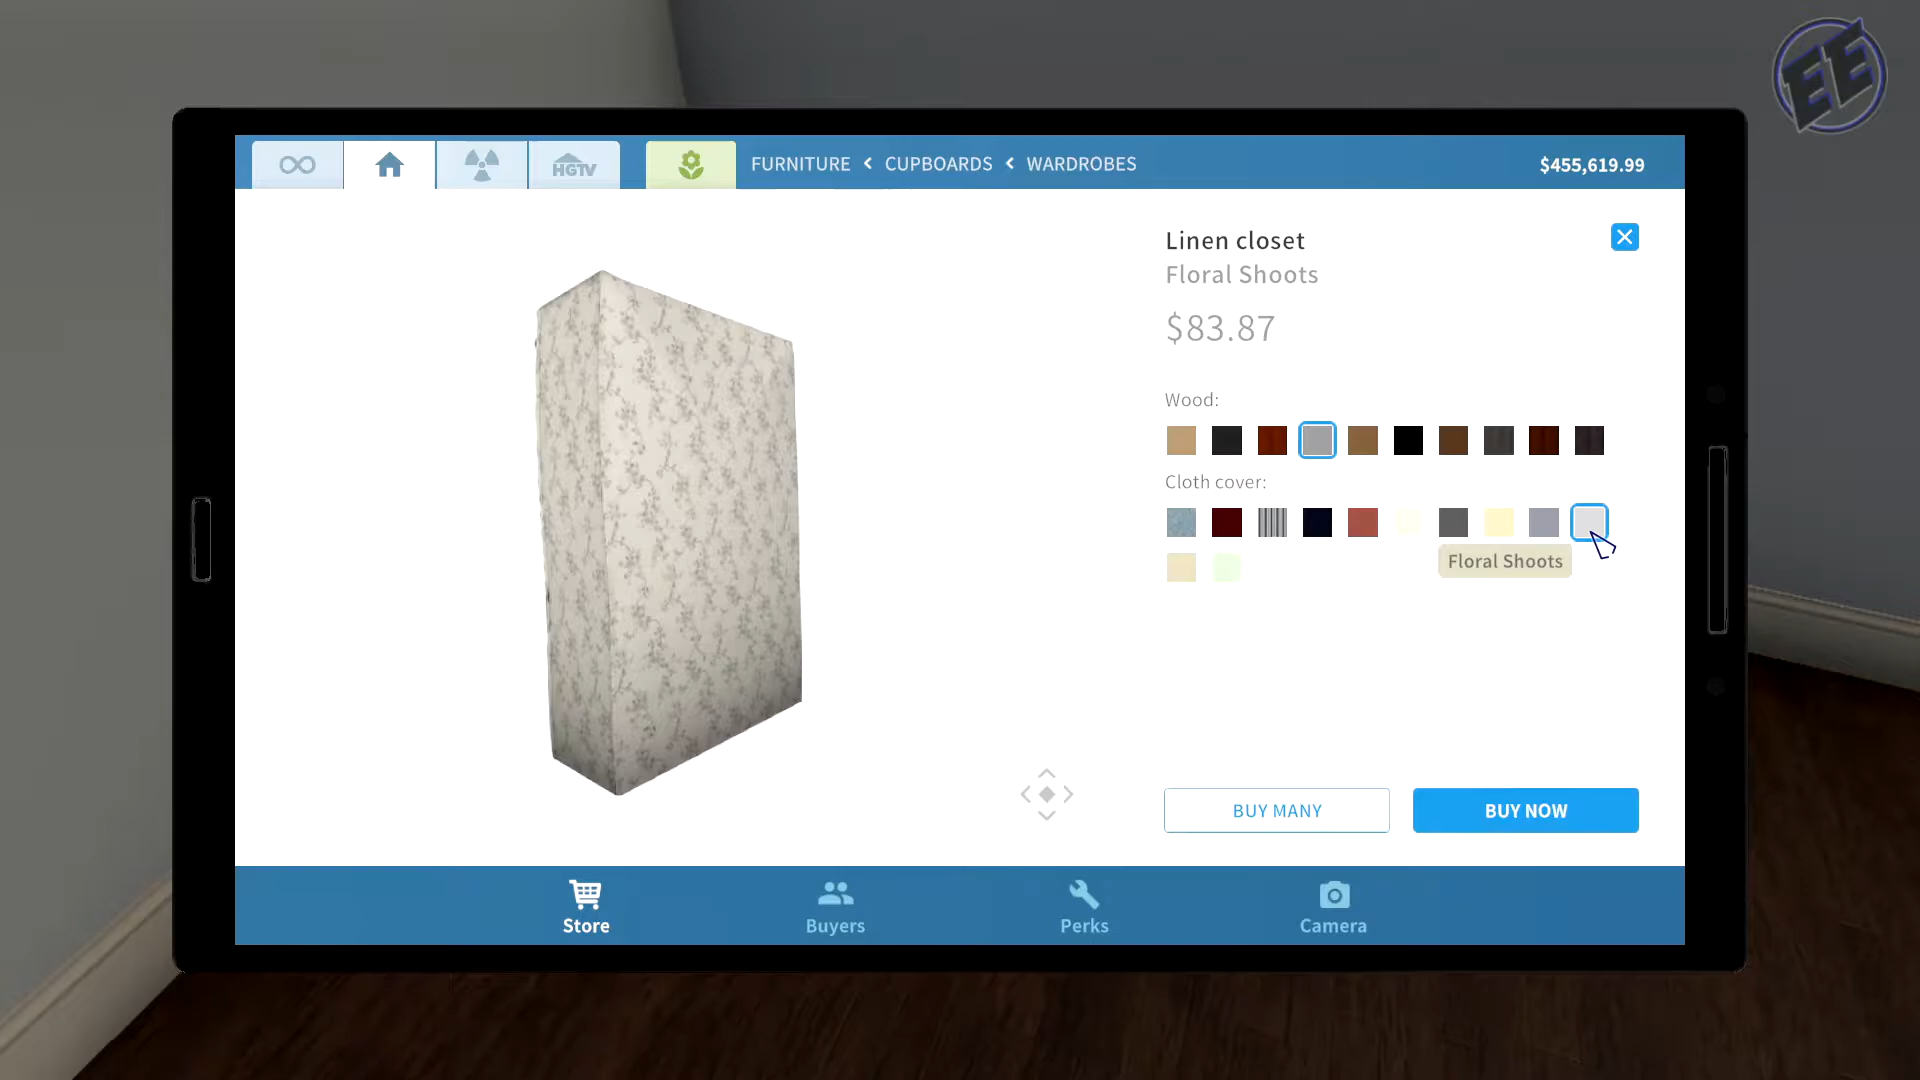 EE
HGTV
FURNITURE < CUPBOARDS < WARDROBES
$455,619.99
Linen closet
Floral Shoots
$83.87
Wood:
Cloth cover:
Floral Shoots
BUY MANY
BUY NOW
Store
Buyers
Perks
Camera